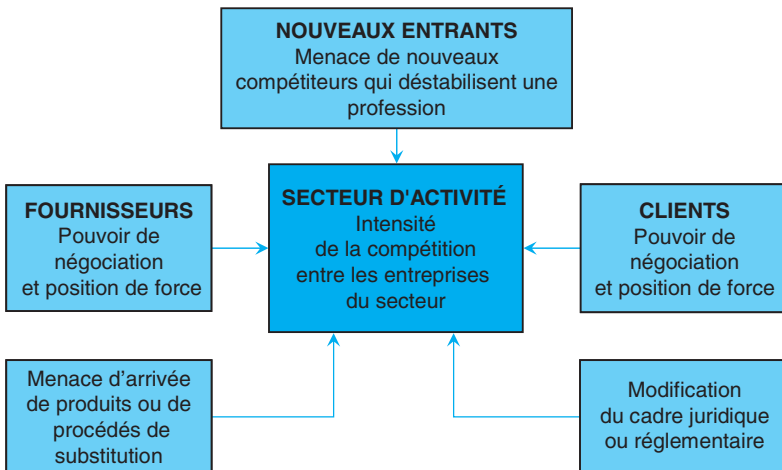 NOUVEAUX ENTRANTS
Menace de nouveaux
compétiteurs qui déstabilisent une
profession
FOURNISSEURS
Pouvoir de
négociation
et position de force
SECTEUR D'ACTIVITÉ
Intensité
de la compétition
entre les entreprises
du secteur
CLIENTS
Pouvoir de
négociation
et position de force
Menace d’arrivée
de produits ou de
procédés de
substitution
Modification
du cadre juridique
ou réglementaire